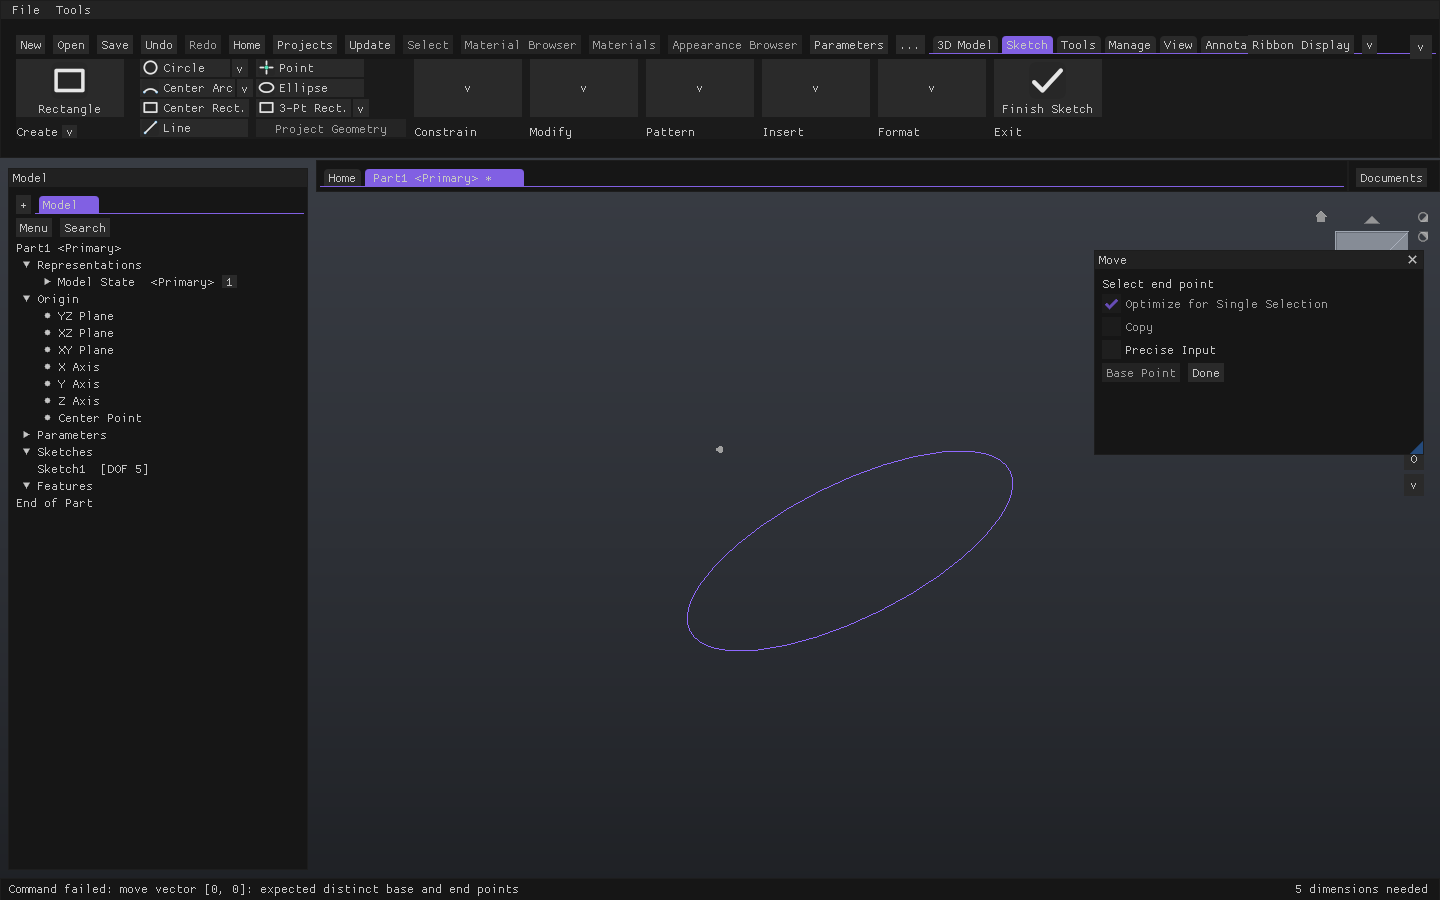 File Tools
New Open Save Undo Redo Home Projects Update Select Material Browser Materials Appearance Browser Parameters ... 3D Model Sketch Tools Manage View Annota Ribbon Display v v
Rectangle
Create v
Circle v
Center Arc v
Center Rect.
Line
Point
Ellipse
3-Pt Rect. v
Project Geometry
v
Constrain
v
Modify
v
Pattern
v
Insert
v
Format
Finish Sketch
Exit
Model
+ Model
Menu Search
Part1 <Primary>
Representations
Model State <Primary> 1
Origin
YZ Plane
XZ Plane
XY Plane
X Axis
Y Axis
Z Axis
Center Point
Parameters
Sketches
Sketch1 [DOF 5]
Features
End of Part
Home Part1 <Primary> * Documents
Move
Select end point
Optimize for Single Selection
Copy
Precise Input
Base Point Done
O
v
Command failed: move vector [0, 0]: expected distinct base and end points
5 dimensions needed